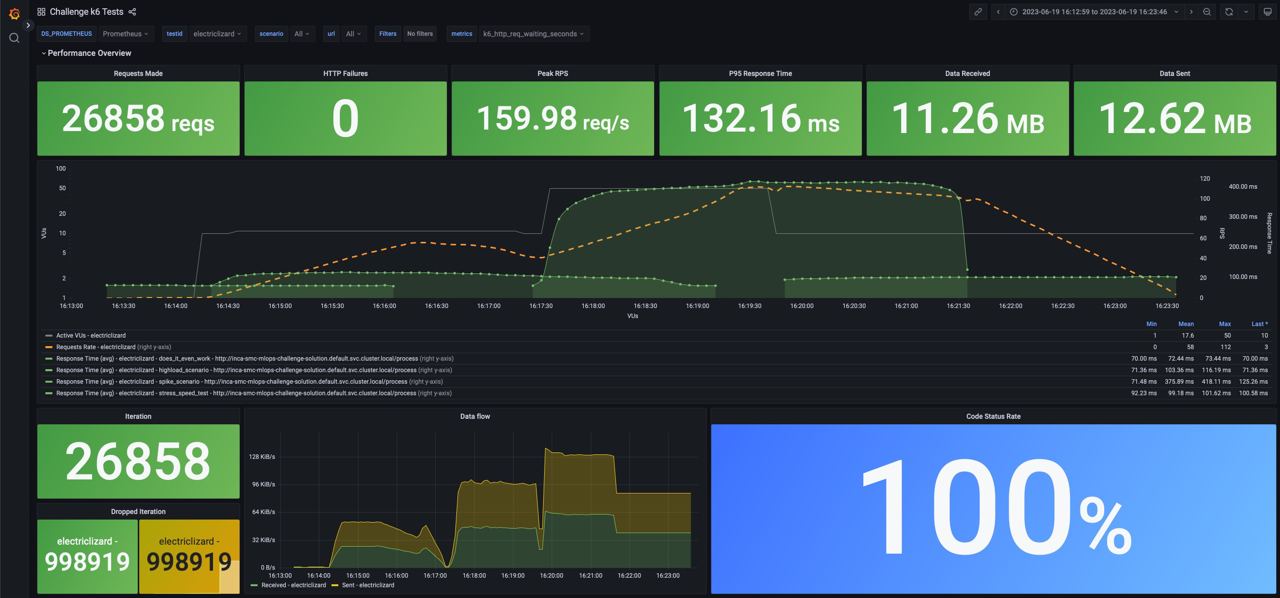 Challenge k6 Tests
2023-06-19 16:12:59 to 2023-06-19 16:23:46
DS_PROMETHEUS Prometheus testid electriclizard scenario All url All Filters No filters metrics k6_http_req_waiting_seconds
Performance Overview
Requests Made HTTP Failures Peak RPS P95 Response Time Data Received Data Sent
26858 reqs 0 159.98 req/s 132.16 ms 11.26 MB 12.62 MB
100
50
20
10
5
2
1
VUs
120
100
80
60
40
20
0
RPS
400.00 ms
300.00 ms
200.00 ms
100.00 ms
Response Time
16:13:00 16:13:30 16:14:00 16:14:30 16:15:00 16:15:30 16:16:00 16:16:30 16:17:00 16:17:30 16:18:00 16:18:30 16:19:00 16:19:30 16:20:00 16:20:30 16:21:00 16:21:30 16:22:00 16:22:30 16:23:00 16:23:30
VUs
Min Mean Max Last *
Active VUs - electriclizard 1 17.6 50 10
Requests Rate - electriclizard (right y-axis) 0 58 112 3
Response Time (avg) - electriclizard - does_it_even_work - http://inca-smc-mlops-challenge-solution.default.svc.cluster.local/process (right y-axis) 70.00 ms 72.44 ms 73.44 ms 70.00 ms
Response Time (avg) - electriclizard - highload_scenario - http://inca-smc-mlops-challenge-solution.default.svc.cluster.local/process (right y-axis) 71.36 ms 103.36 ms 116.19 ms 71.36 ms
Response Time (avg) - electriclizard - spike_scenario - http://inca-smc-mlops-challenge-solution.default.svc.cluster.local/process (right y-axis) 71.48 ms 375.89 ms 418.11 ms 125.26 ms
Response Time (avg) - electriclizard - stress_speed_test - http://inca-smc-mlops-challenge-solution.default.svc.cluster.local/process (right y-axis) 92.23 ms 99.18 ms 101.62 ms 100.58 ms
Iteration
26858
Dropped Iteration
electriclizard - electriclizard -
998919 998919
Data flow
128 KiB/s
96 KiB/s
64 KiB/s
32 KiB/s
0 B/s
16:13:00 16:14:00 16:15:00 16:16:00 16:17:00 16:18:00 16:19:00 16:20:00 16:21:00 16:22:00 16:23:00
Received - electriclizard Sent - electriclizard
Code Status Rate
100%